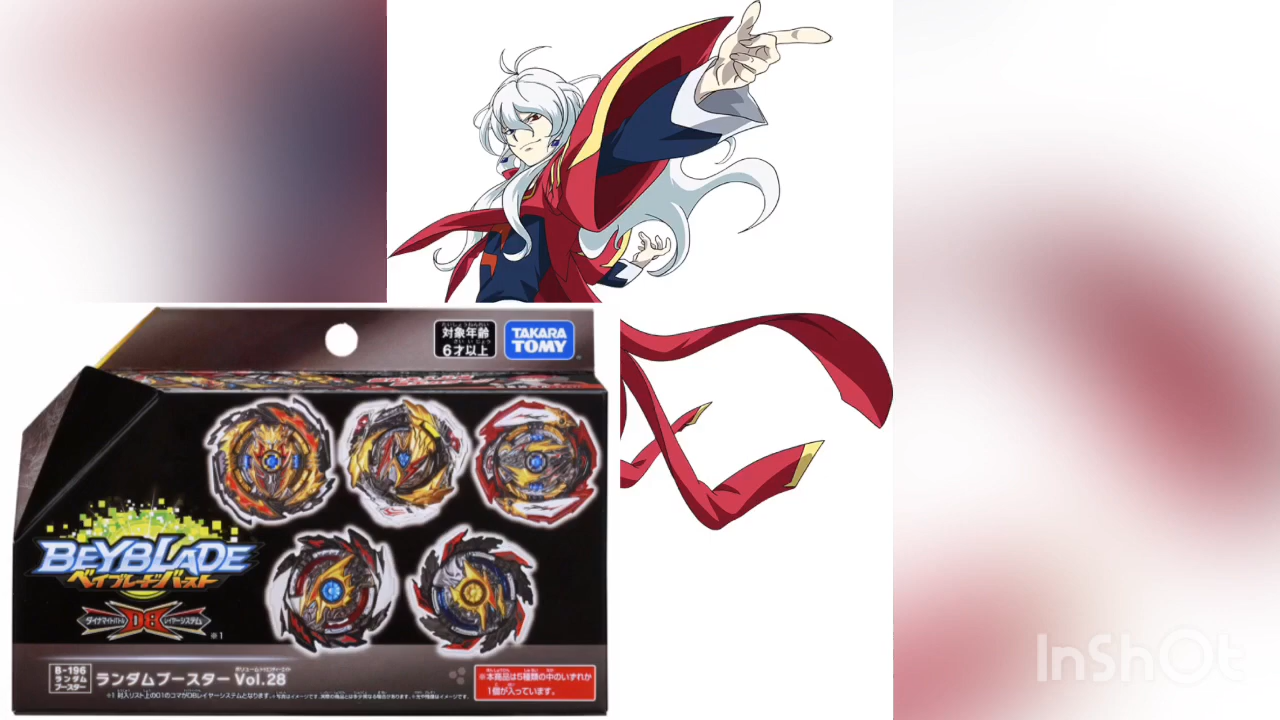 対象年齢
6才以上
TAKARA
TOMY
BEYBLADE
ベイブレードバースト
ダイナマイトバトル DB レイヤーシステム
※1
B-196
ランダム
ブースター
ランダムブースター Vol.28
※本商品は5種類の中のいずれか
1個が入っています。
InShOt